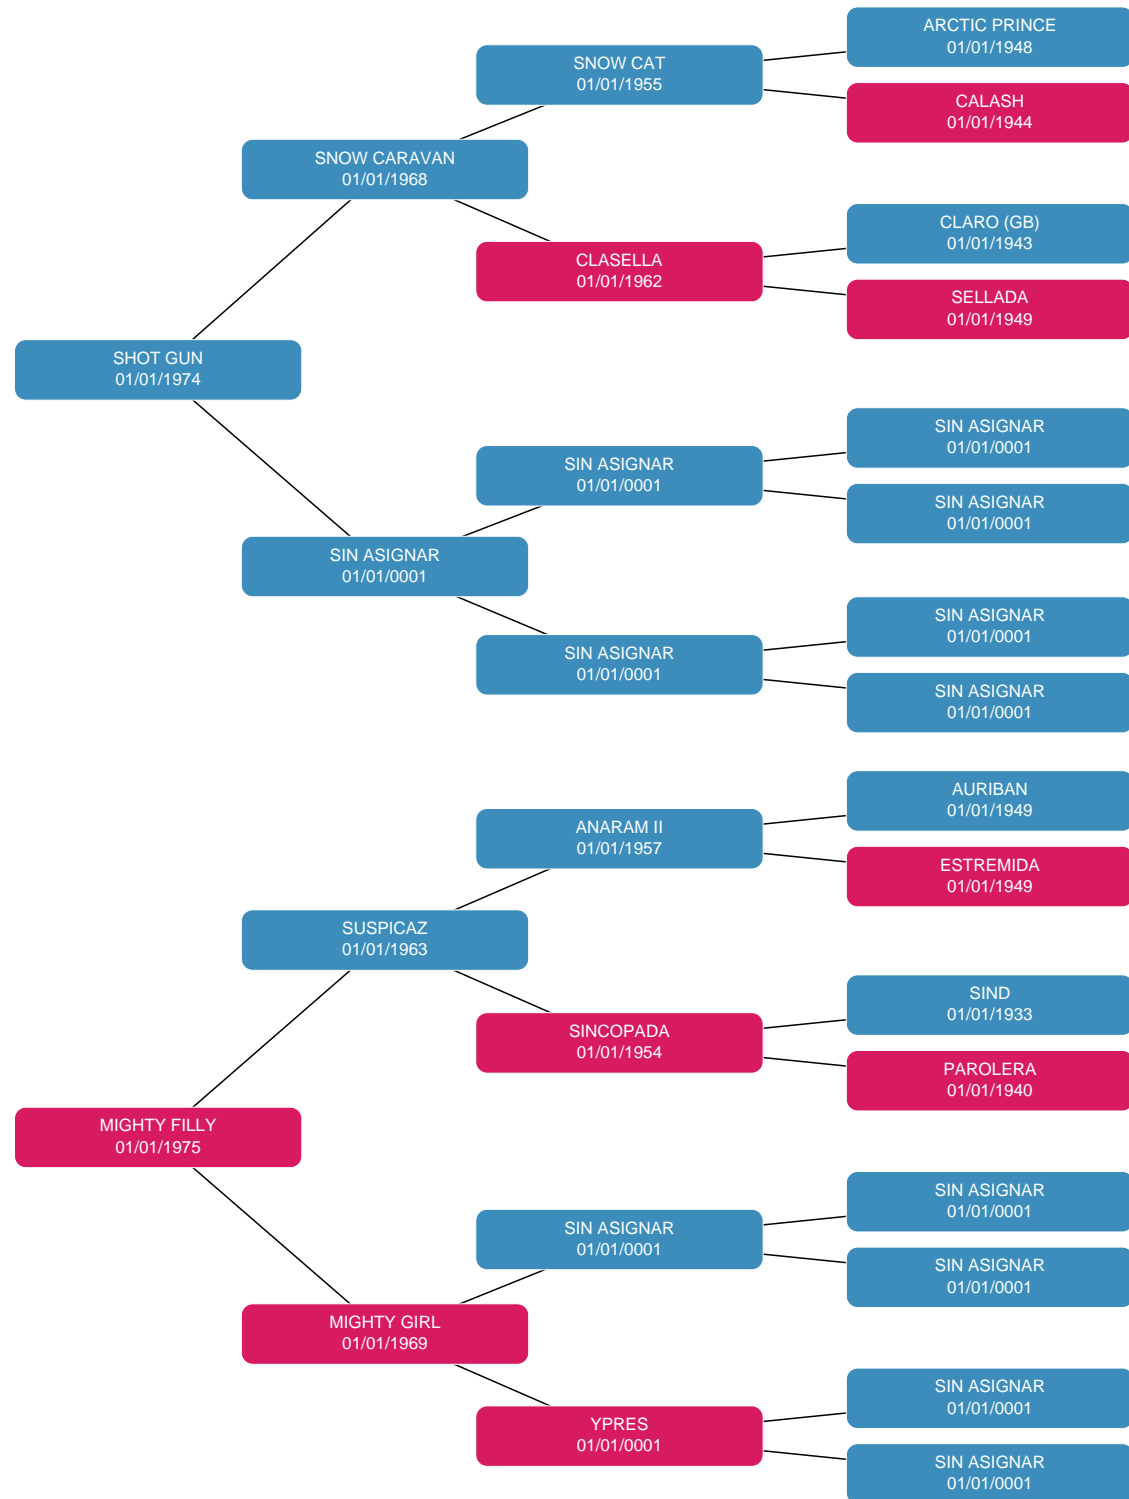 ARCTIC PRINCE
01/01/1948
SNOW CAT
01/01/1955
CALASH
01/01/1944
SNOW CARAVAN
01/01/1968
CLARO (GB)
01/01/1943
CLASELLA
01/01/1962
SELLADA
01/01/1949
SHOT GUN
01/01/1974
SIN ASIGNAR
01/01/0001
SIN ASIGNAR
01/01/0001
SIN ASIGNAR
01/01/0001
SIN ASIGNAR
01/01/0001
SIN ASIGNAR
01/01/0001
SIN ASIGNAR
01/01/0001
SIN ASIGNAR
01/01/0001
AURIBAN
01/01/1949
ANARAM II
01/01/1957
ESTREMIDA
01/01/1949
SUSPICAZ
01/01/1963
SIND
01/01/1933
SINCOPADA
01/01/1954
PAROLERA
01/01/1940
MIGHTY FILLY
01/01/1975
SIN ASIGNAR
01/01/0001
SIN ASIGNAR
01/01/0001
SIN ASIGNAR
01/01/0001
MIGHTY GIRL
01/01/1969
SIN ASIGNAR
01/01/0001
YPRES
01/01/0001
SIN ASIGNAR
01/01/0001